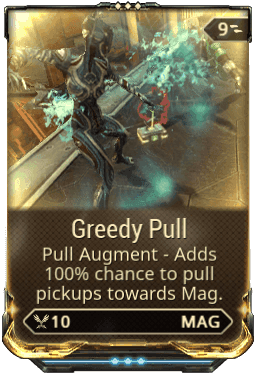 9
Greedy Pull
Pull Augment - Adds
100% chance to pull
pickups towards Mag.
10 MAG